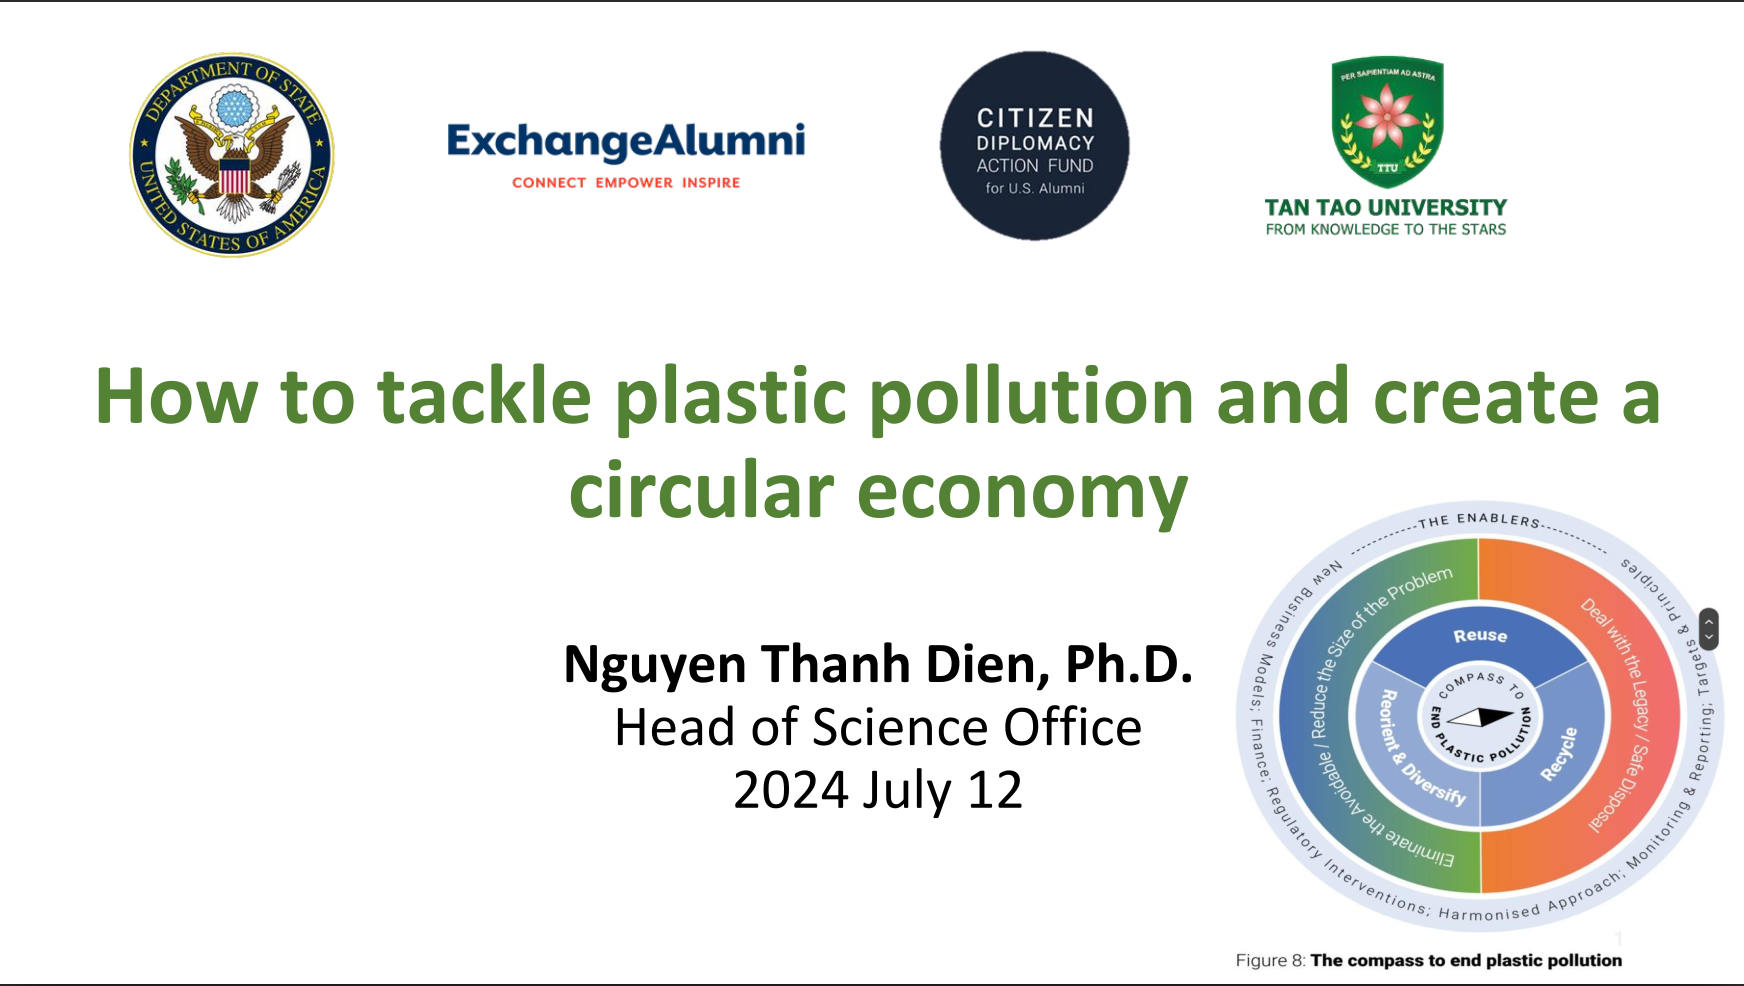 DEPARTMENT OF STATE
UNITED STATES OF AMERICA
ExchangeAlumni
CONNECT EMPOWER INSPIRE
CITIZEN
DIPLOMACY
ACTION FUND
for U.S. Alumni
PER SAPIENTIAM AD ASTRA
TTU
TAN TAO UNIVERSITY
FROM KNOWLEDGE TO THE STARS
How to tackle plastic pollution and create a
circular economy
Nguyen Thanh Dien, Ph.D.
Head of Science Office
2024 July 12
THE ENABLERS
New Business Models; Finance; Regulatory Interventions; Harmonised Approach; Monitoring & Reporting; Targets & Principles
Eliminate the Avoidable / Reduce the Size of the Problem
Deal with the Legacy / Safe Disposal
Reuse
Recycle
Reorient & Diversify
COMPASS TO
END PLASTIC POLLUTION
1
Figure 8: The compass to end plastic pollution